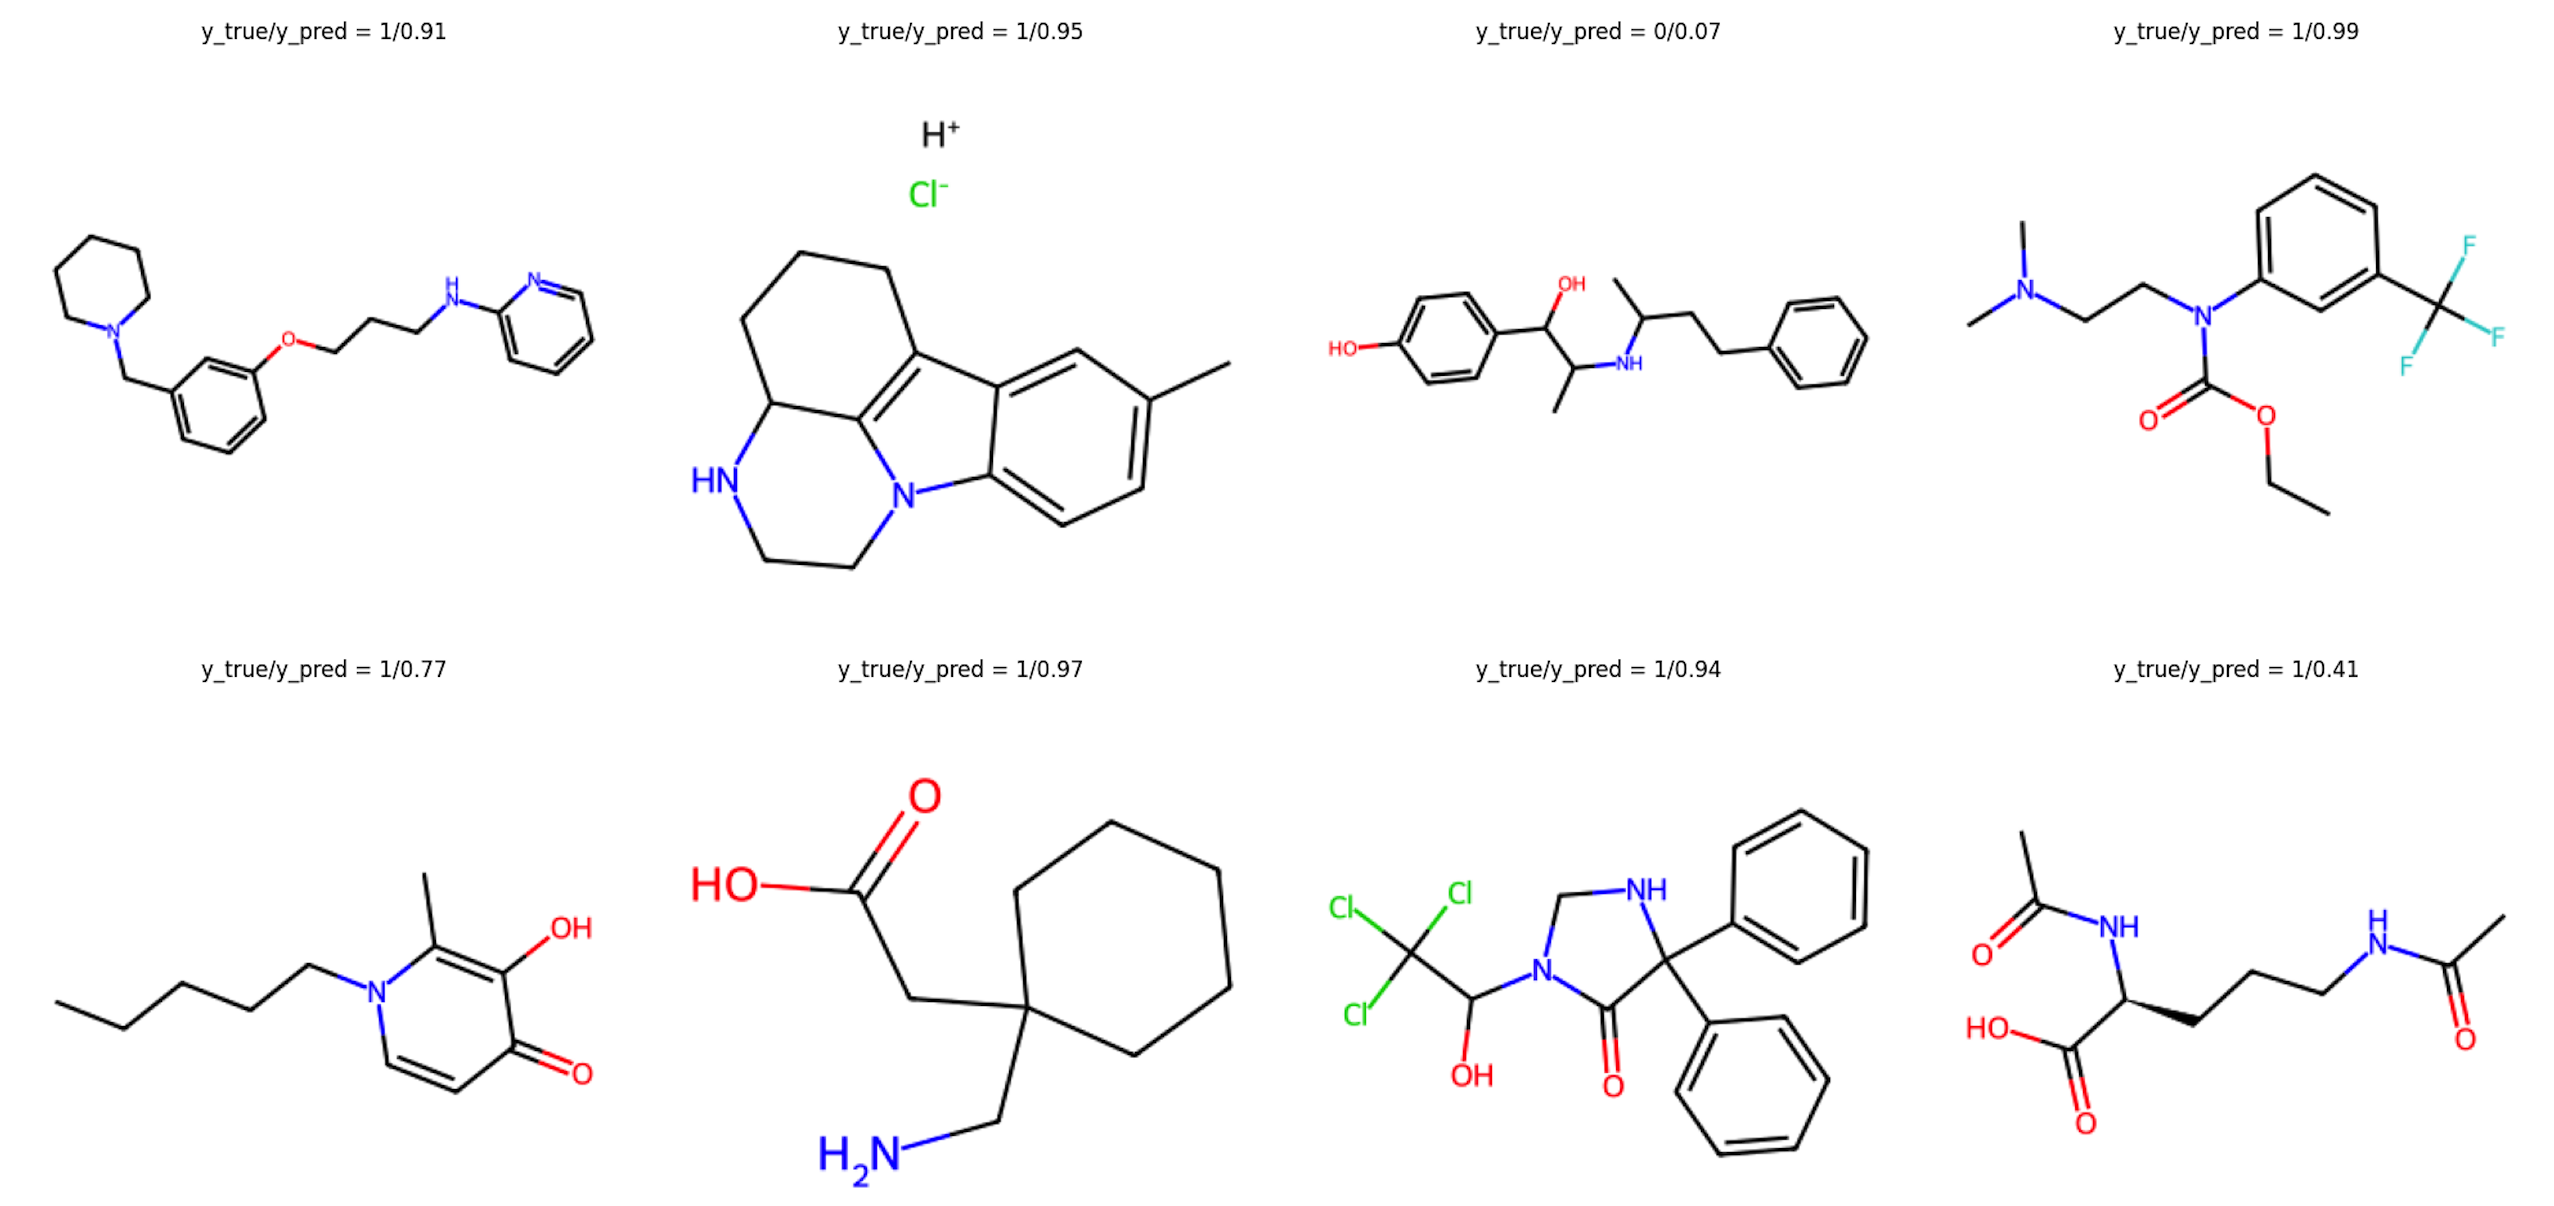 y_true/y_pred = 1/0.91
y_true/y_pred = 1/0.95
y_true/y_pred = 0/0.07
y_true/y_pred = 1/0.99
H⁺
Cl⁻
HN
N
N
O
H
N
N
HO
OH
NH
N
N
O
O
F
F
F
y_true/y_pred = 1/0.77
y_true/y_pred = 1/0.97
y_true/y_pred = 1/0.94
y_true/y_pred = 1/0.41
N
OH
O
O
HO
H₂N
Cl
Cl
Cl
NH
N
OH
O
O
NH
HO
O
H
N
O